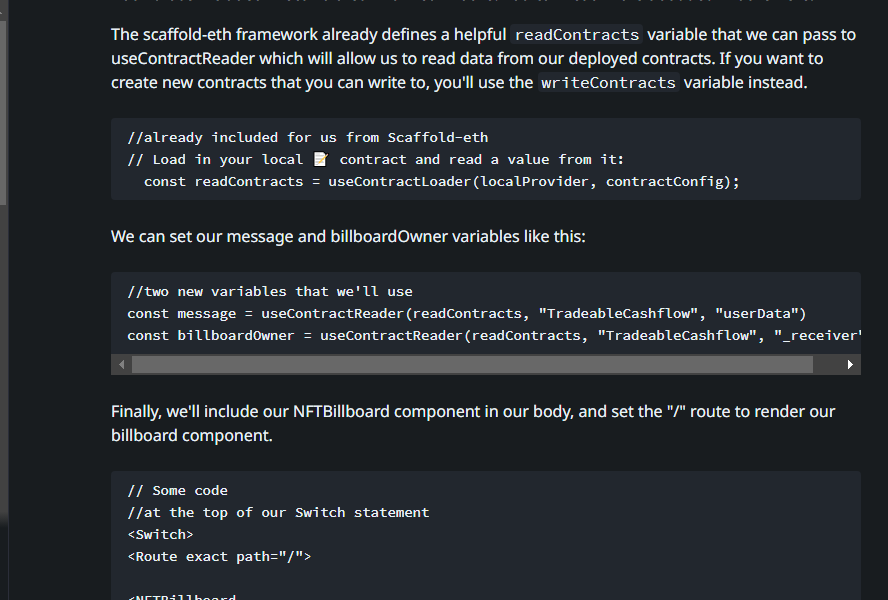 The scaffold-eth framework already defines a helpful readContracts variable that we can pass to
useContractReader which will allow us to read data from our deployed contracts. If you want to
create new contracts that you can write to, you'll use the writeContracts variable instead.
//already included for us from Scaffold-eth
// Load in your local 📝 contract and read a value from it:
const readContracts = useContractLoader(localProvider, contractConfig);
We can set our message and billboardOwner variables like this:
//two new variables that we'll use
const message = useContractReader(readContracts, "TradeableCashflow", "userData")
const billboardOwner = useContractReader(readContracts, "TradeableCashflow", "_receiver"
Finally, we'll include our NFTBillboard component in our body, and set the "/" route to render our
billboard component.
// Some code
//at the top of our Switch statement
<Switch>
<Route exact path="/">
<NFTBillboard